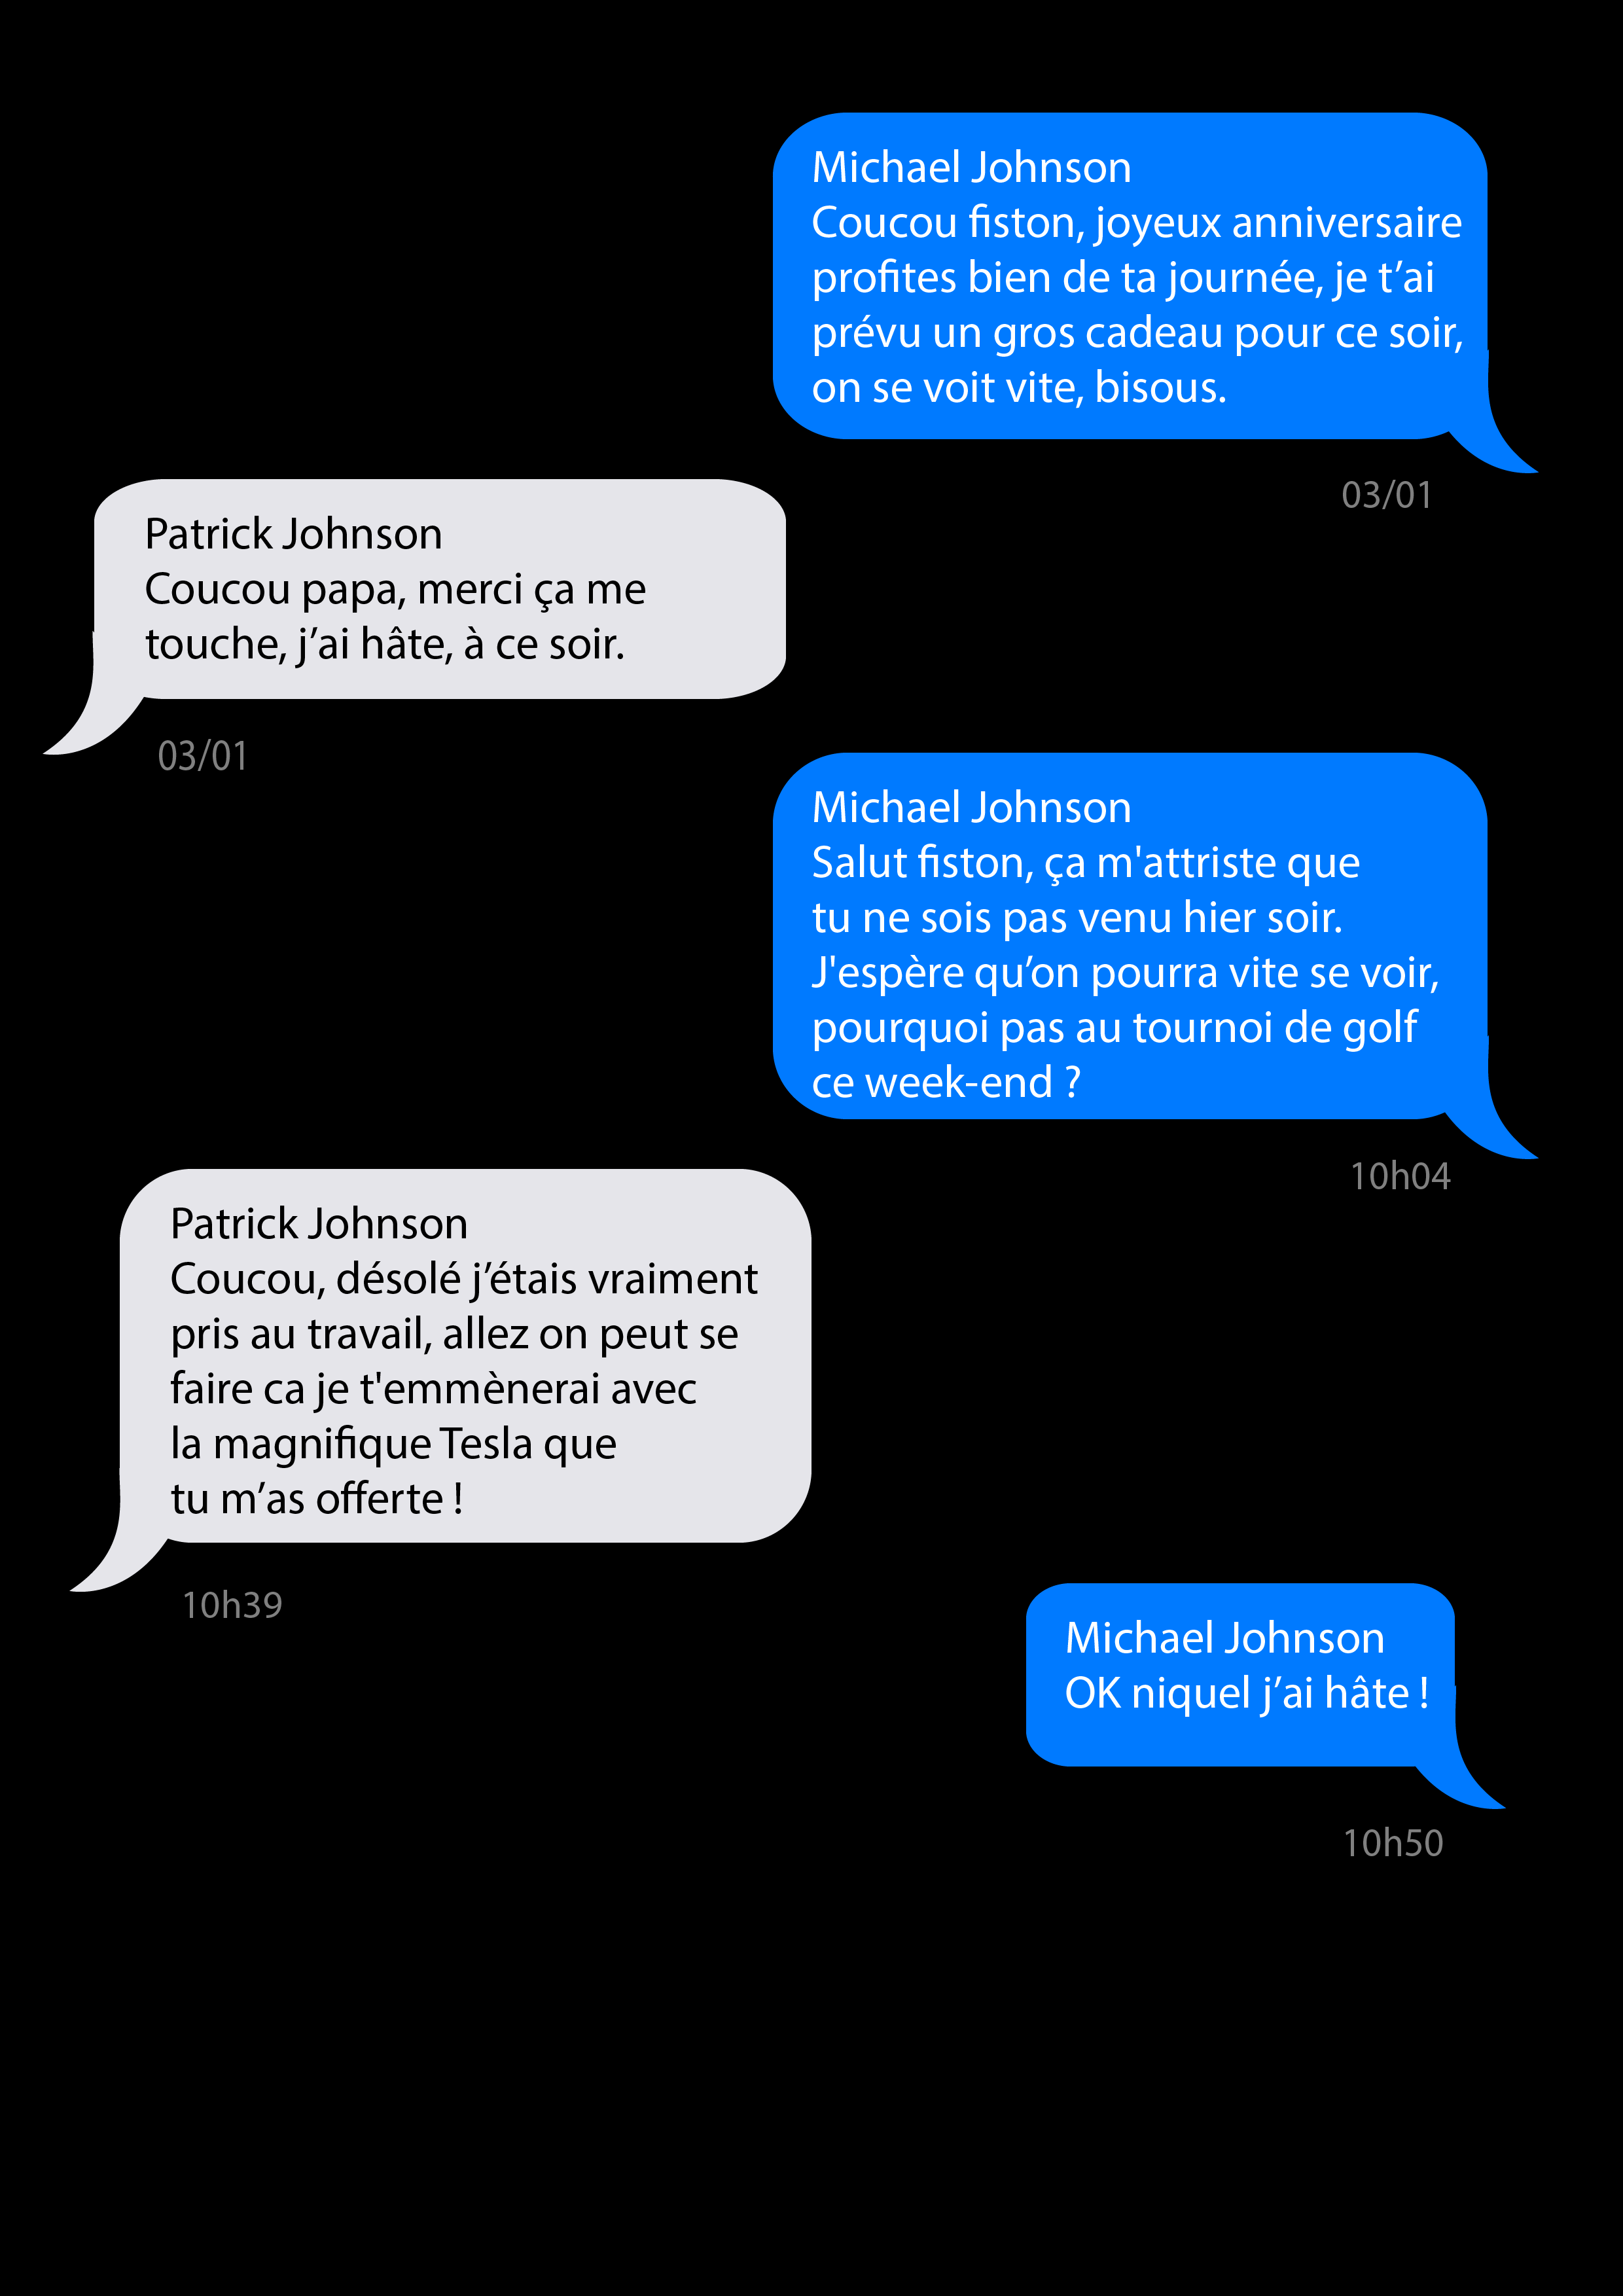 Michael Johnson
Coucou fiston, joyeux anniversaire
profites bien de ta journée, je t’ai
prévu un gros cadeau pour ce soir,
on se voit vite, bisous.
03/01
Patrick Johnson
Coucou papa, merci ça me
touche, j’ai hâte, à ce soir.
03/01
Michael Johnson
Salut fiston, ça m'attriste que
tu ne sois pas venu hier soir.
J'espère qu’on pourra vite se voir,
pourquoi pas au tournoi de golf
ce week-end ?
10h04
Patrick Johnson
Coucou, désolé j’étais vraiment
pris au travail, allez on peut se
faire ca je t'emmènerai avec
la magnifique Tesla que
tu m’as offerte !
10h39
Michael Johnson
OK niquel j’ai hâte !
10h50